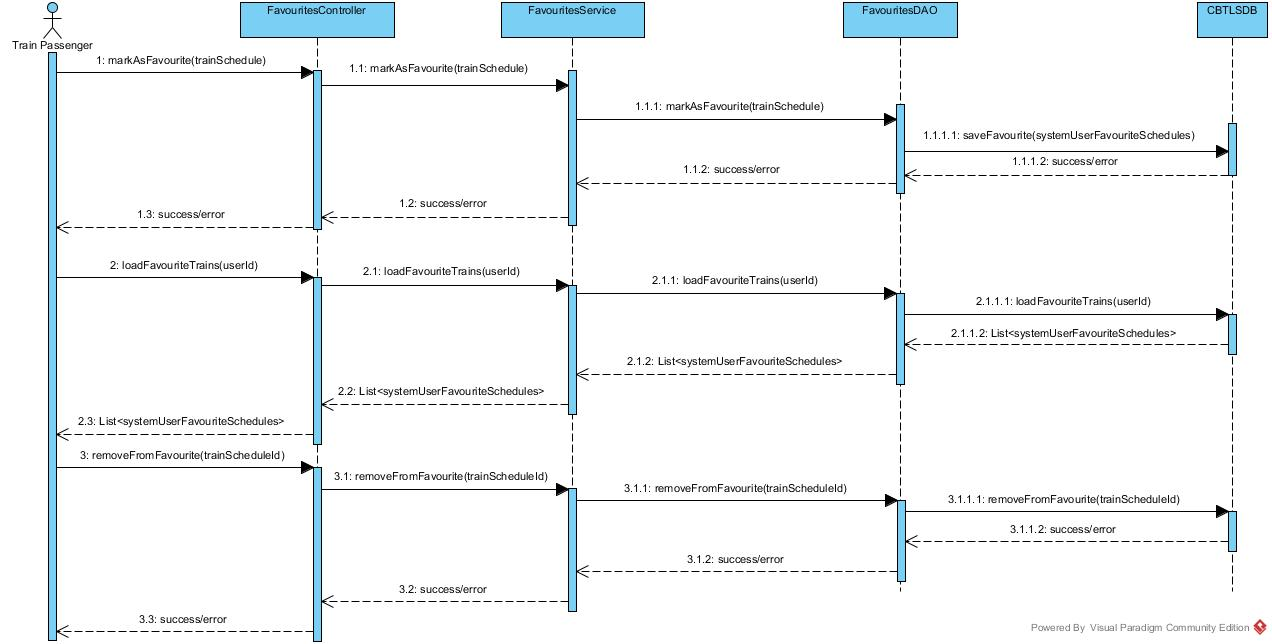 FavouritesController
FavouritesService
FavouritesDAO
CBTLSDB
Train Passenger
1: markAsFavourite(trainSchedule)
1.1: markAsFavourite(trainSchedule)
1.1.1: markAsFavourite(trainSchedule)
1.1.1.1: saveFavourite(systemUserFavouriteSchedules)
1.1.1.2: success/error
1.1.2: success/error
1.2: success/error
1.3: success/error
2: loadFavouriteTrains(userId)
2.1: loadFavouriteTrains(userId)
2.1.1: loadFavouriteTrains(userId)
2.1.1.1: loadFavouriteTrains(userId)
2.1.1.2: List<systemUserFavouriteSchedules>
2.1.2: List<systemUserFavouriteSchedules>
2.2: List<systemUserFavouriteSchedules>
2.3: List<systemUserFavouriteSchedules>
3: removeFromFavourite(trainScheduleId)
3.1: removeFromFavourite(trainScheduleId)
3.1.1: removeFromFavourite(trainScheduleId)
3.1.1.1: removeFromFavourite(trainScheduleId)
3.1.1.2: success/error
3.1.2: success/error
3.2: success/error
3.3: success/error
Powered By Visual Paradigm Community Edition